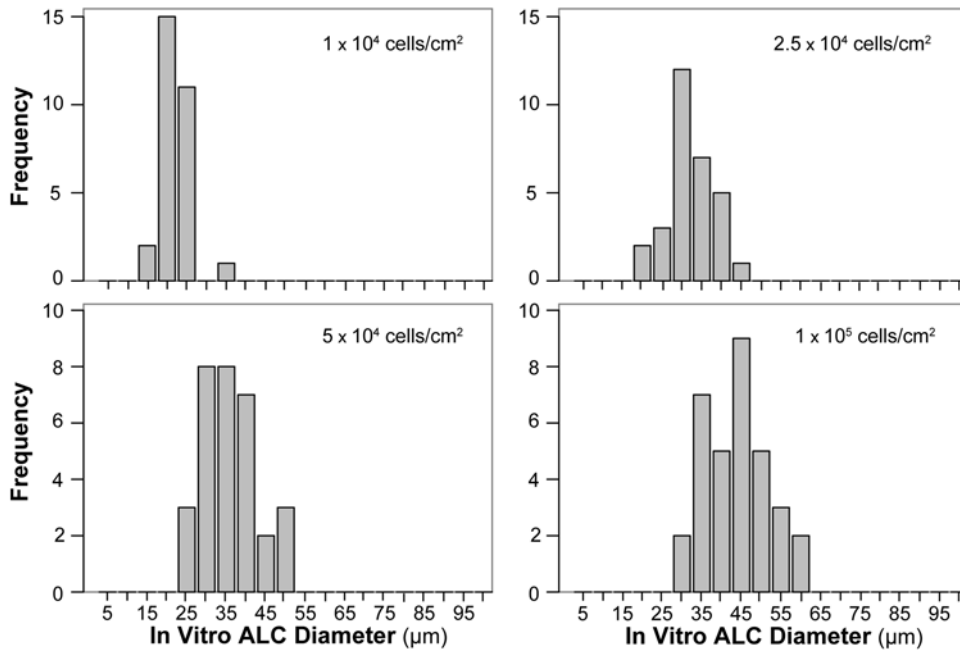 15
10
5
0
Frequency
1 x 10⁴ cells/cm²
2.5 x 10⁴ cells/cm²
15
10
5
0
10
8
6
4
2
0
Frequency
5 x 10⁴ cells/cm²
1 x 10⁵ cells/cm²
10
8
6
4
2
0
5 15 25 35 45 55 65 75 85 95
In Vitro ALC Diameter (µm)
5 15 25 35 45 55 65 75 85 95
In Vitro ALC Diameter (µm)